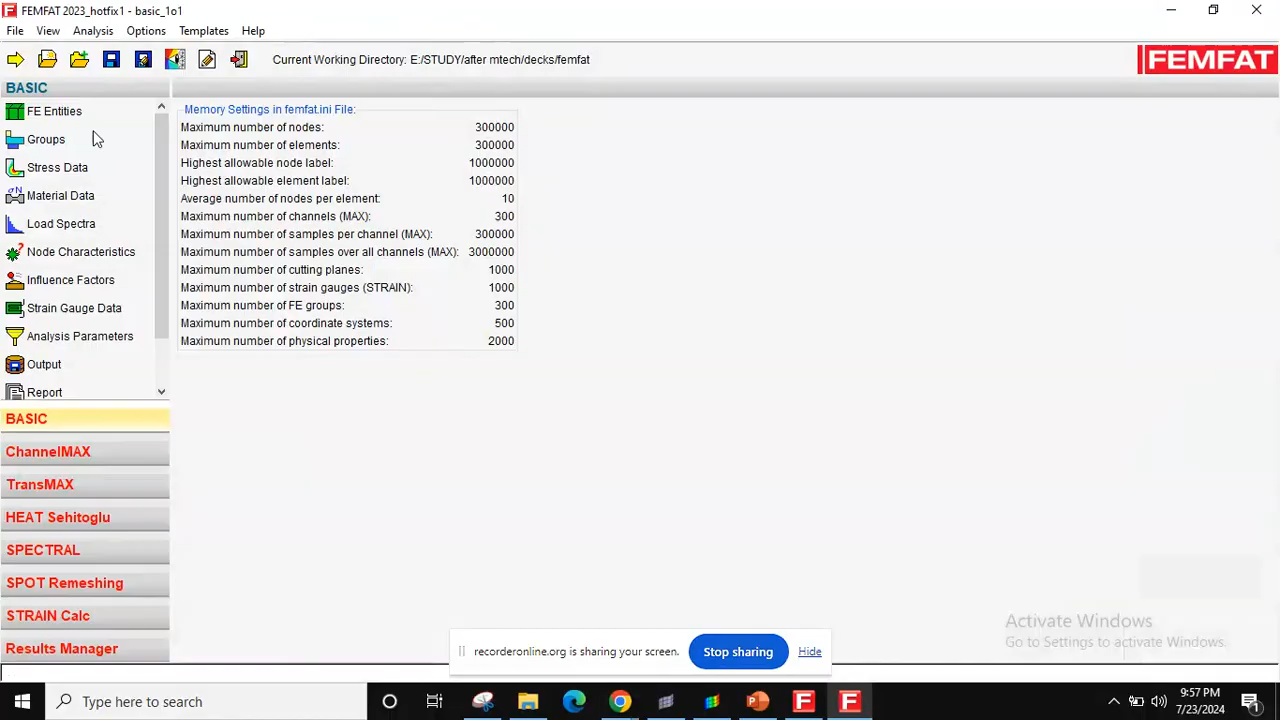 FEMFAT 2023_hotfix1 - basic_1o1
File View Analysis Options Templates Help
Current Working Directory: E:/STUDY/after mtech/decks/femfat
FEMFAT
BASIC
FE Entities
Groups
Stress Data
σN
Material Data
Load Spectra
Node Characteristics
Influence Factors
Strain Gauge Data
Analysis Parameters
Output
Report
BASIC
ChannelMAX
TransMAX
HEAT Sehitoglu
SPECTRAL
SPOT Remeshing
STRAIN Calc
Results Manager
Memory Settings in femfat.ini File:
Maximum number of nodes: 300000
Maximum number of elements: 300000
Highest allowable node label: 1000000
Highest allowable element label: 1000000
Average number of nodes per element: 10
Maximum number of channels (MAX): 300
Maximum number of samples per channel (MAX): 300000
Maximum number of samples over all channels (MAX): 3000000
Maximum number of cutting planes: 1000
Maximum number of strain gauges (STRAIN): 1000
Maximum number of FE groups: 300
Maximum number of coordinate systems: 500
Maximum number of physical properties: 2000
Activate Windows
Go to Settings to activate Windows.
recorderonline.org is sharing your screen. Stop sharing Hide
Type here to search
9:57 PM
7/23/2024